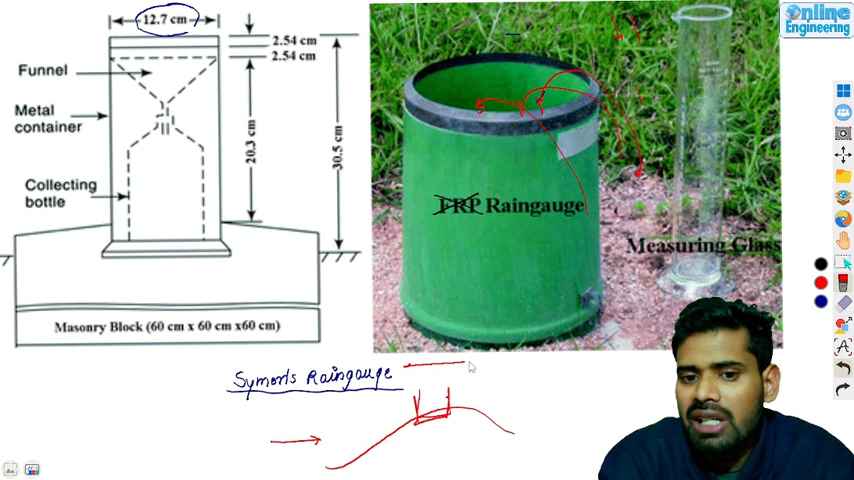 12.7 cm
2.54 cm
2.54 cm
Funnel
Metal
container
20.3 cm
30.5 cm
Collecting
bottle
Masonry Block (60 cm x 60 cm x60 cm)
FRP Raingauge
Measuring Glass
Online
Engineering
Symon's Raingauge